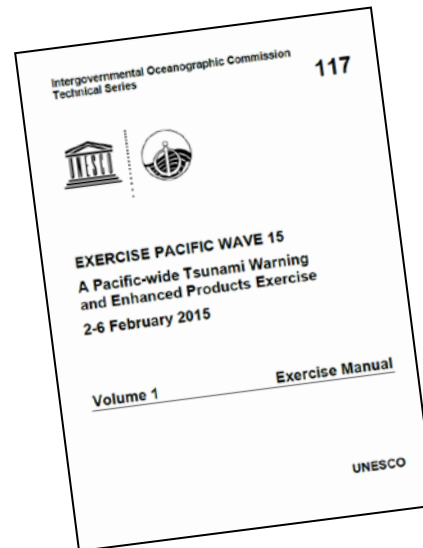 Intergovernmental Oceanographic Commission
Technical Series
117
UNESCO
EXERCISE PACIFIC WAVE 15
A Pacific-wide Tsunami Warning
and Enhanced Products Exercise
2-6 February 2015
Volume 1
Exercise Manual
UNESCO